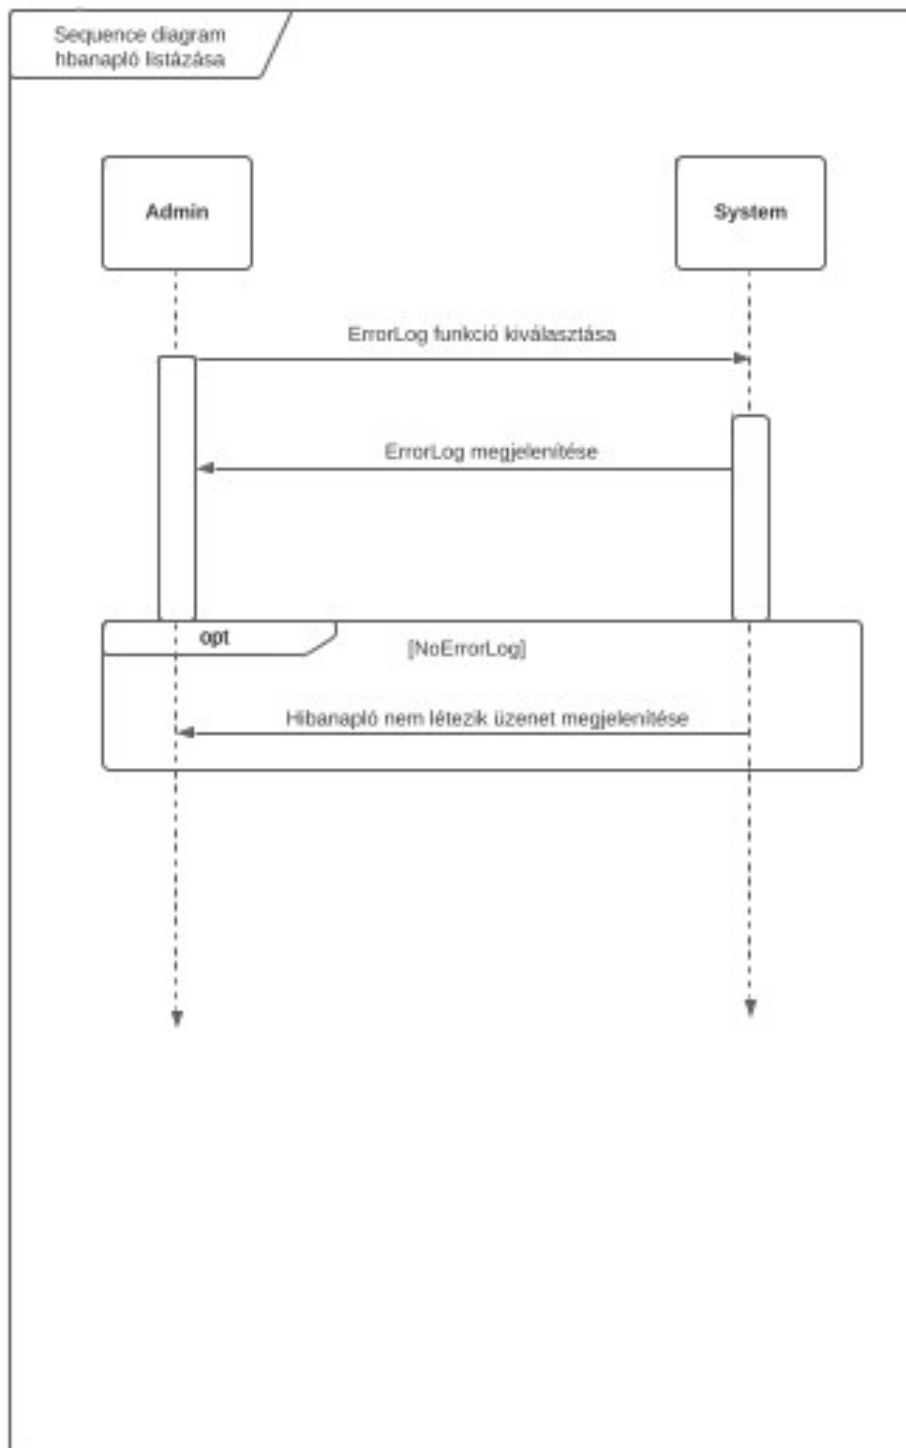 Sequence diagram
hbanapló listázása
Admin
System
ErrorLog funkció kiválasztása
ErrorLog megjelenítése
opt
[NoErrorLog]
Hibanapló nem létezik üzenet megjelenítése